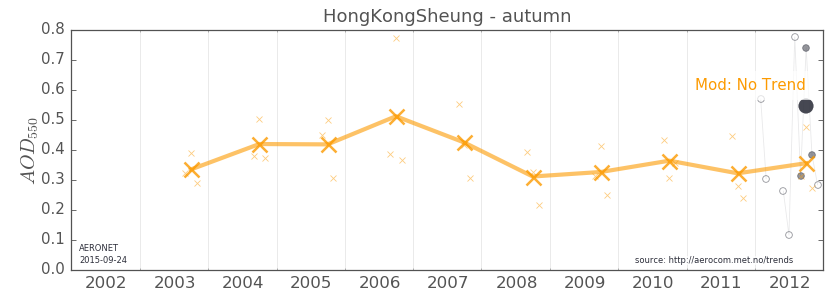 HongKongSheung - autumn
0.8
0.7
Mod: No Trend
0.6
0.5
AOD550
0.4
0.3
0.2
0.1
AERONET
2015-09-24
source: http://aerocom.met.no/trends
0.0
2002 2003 2004 2005 2006 2007 2008 2009 2010 2011 2012